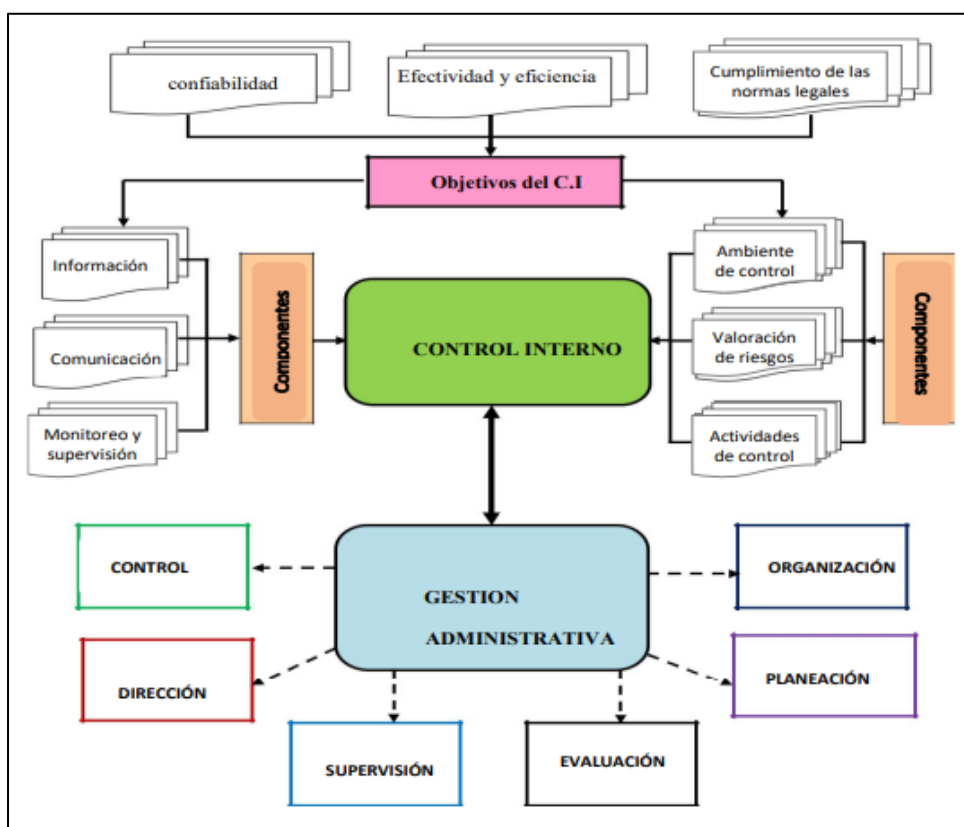 confiabilidad
Efectividad y eficiencia
Cumplimiento de las
normas legales
Objetivos del C.I
Información
Comunicación
Monitoreo y
supervisión
Componentes
CONTROL INTERNO
Ambiente
de control
Valoración
de riesgos
Actividades
de control
Componentes
CONTROL
GESTION
ADMINISTRATIVA
ORGANIZACIÓN
DIRECCIÓN
PLANEACIÓN
SUPERVISIÓN
EVALUACIÓN